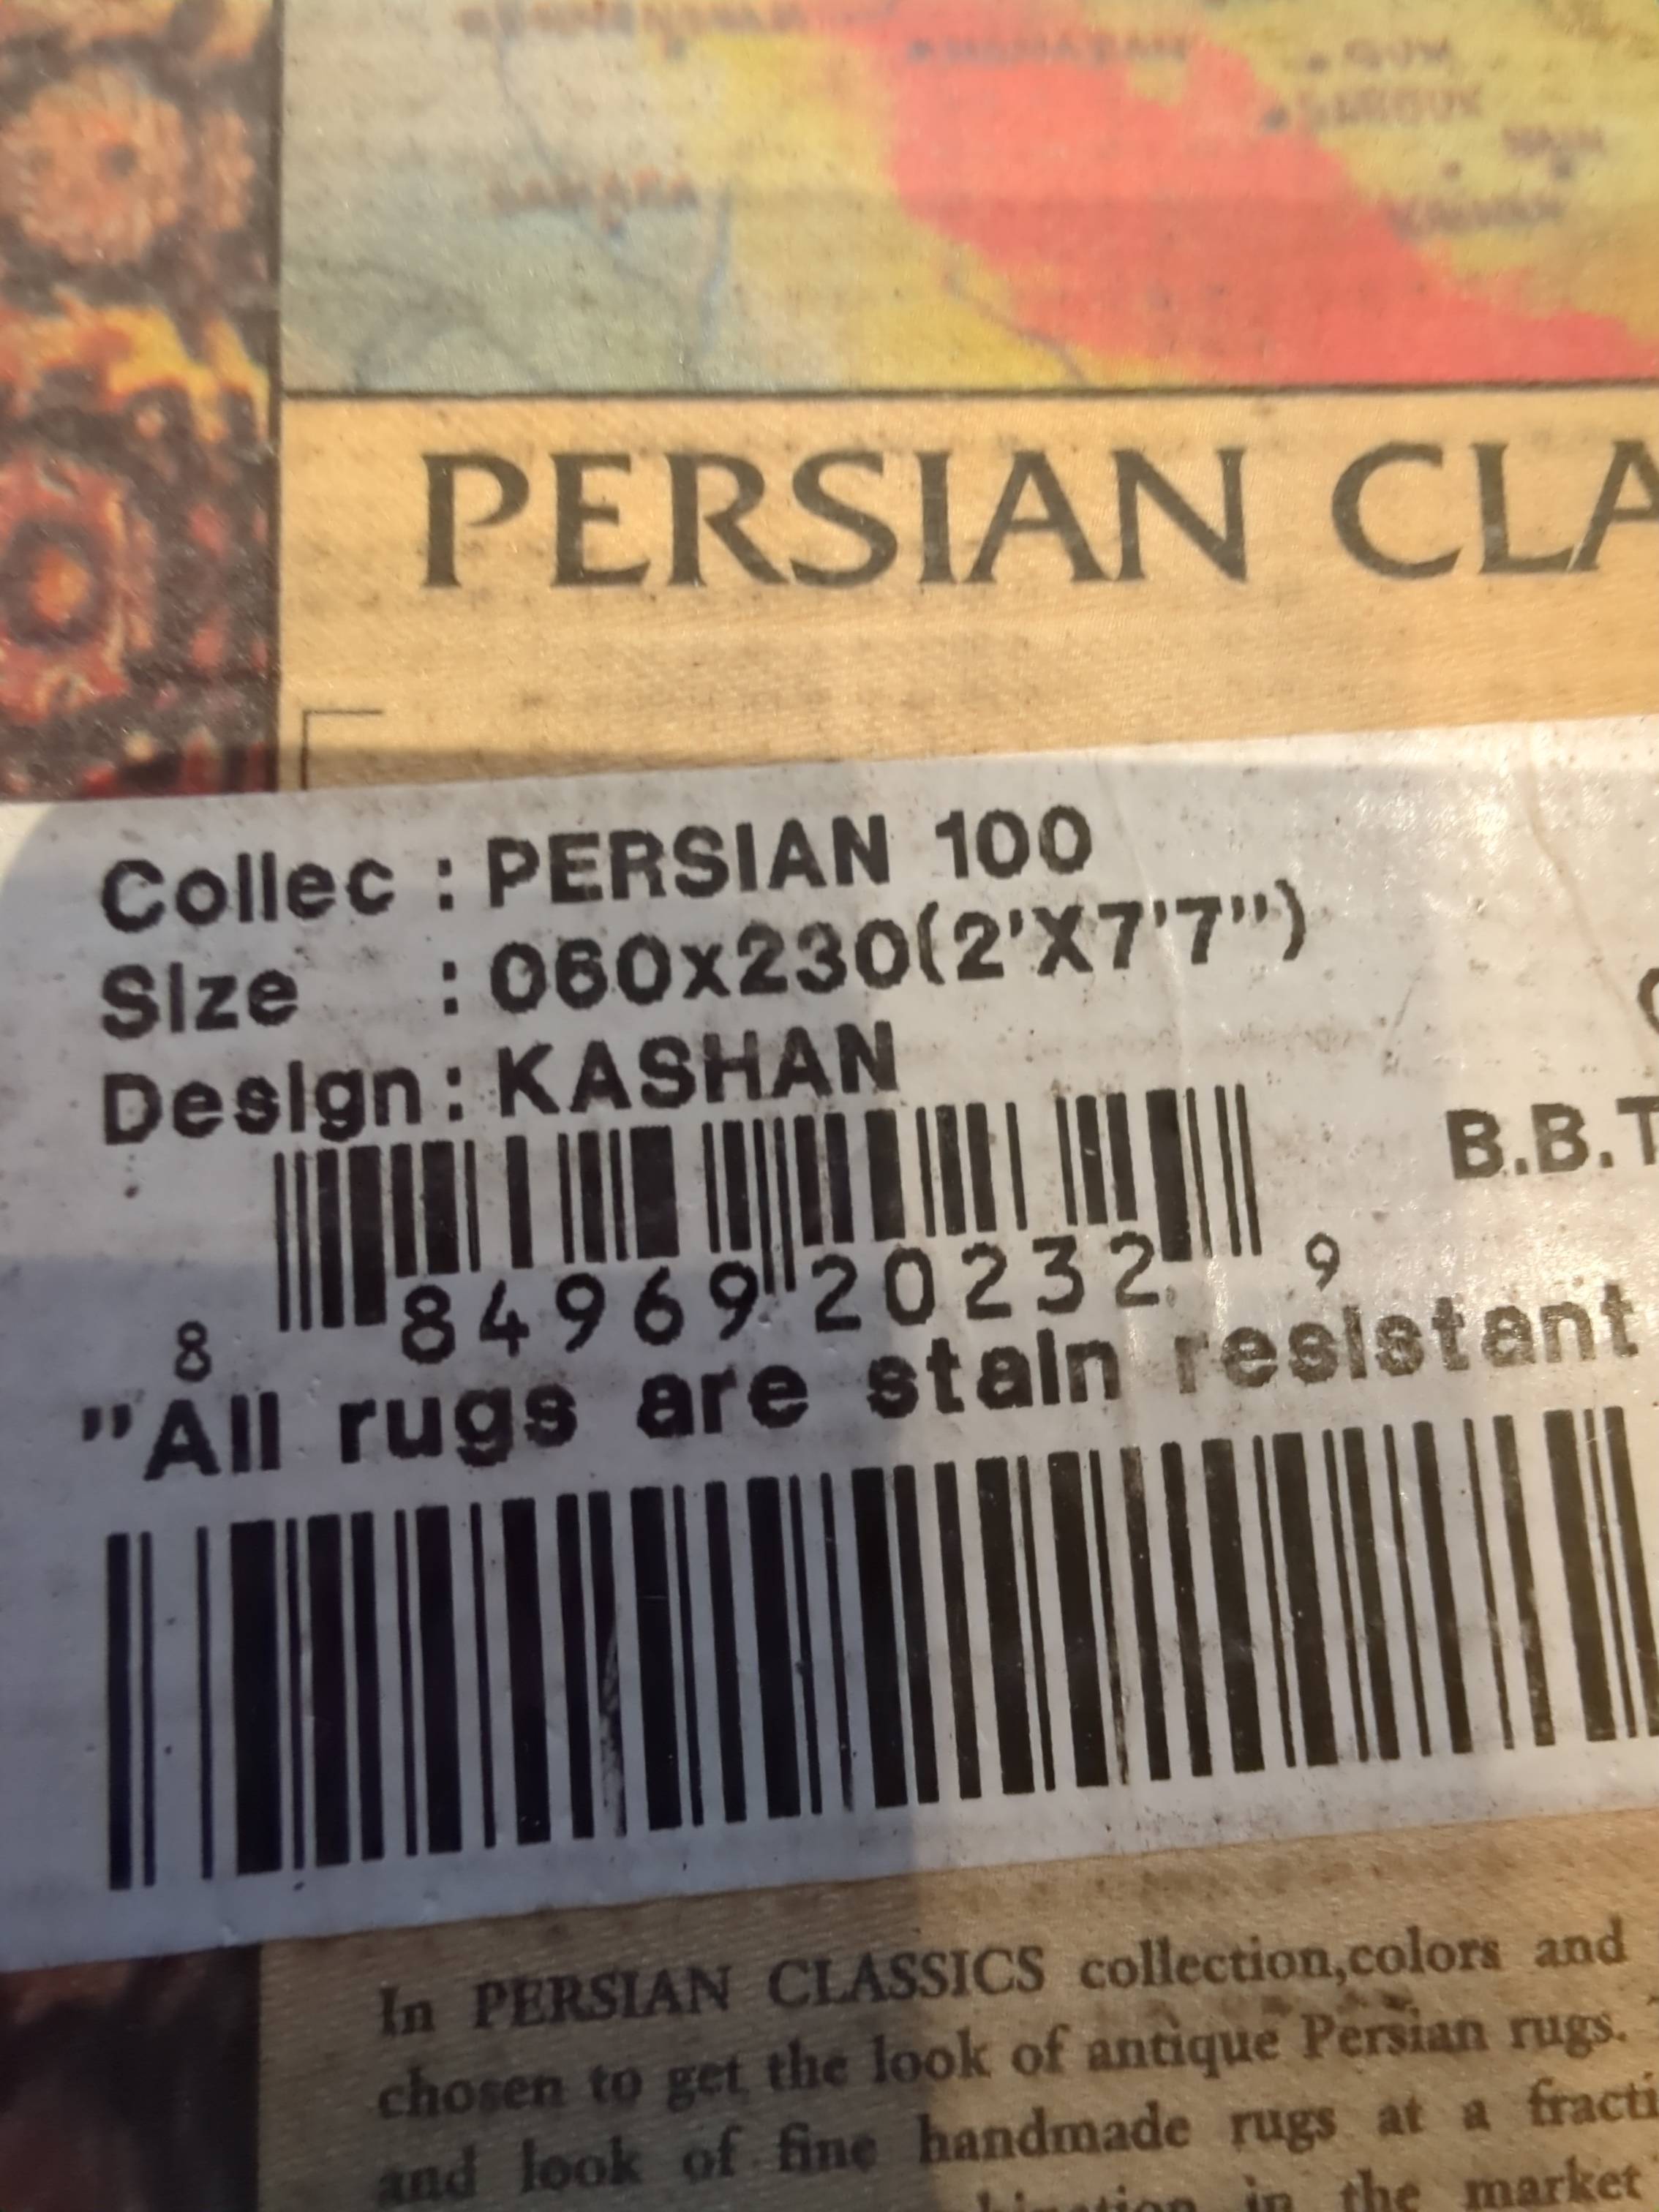 PERSIAN CLA
Collec : PERSIAN 100
Size : 060x230(2'X7'7")
Design : KASHAN
B.B.T
8 84969 20232 9
"All rugs are stain resistant
In PERSIAN CLASSICS collection,colors and
chosen to get the look of antique Persian rugs.
and look of fine handmade rugs at a fracti
in the market